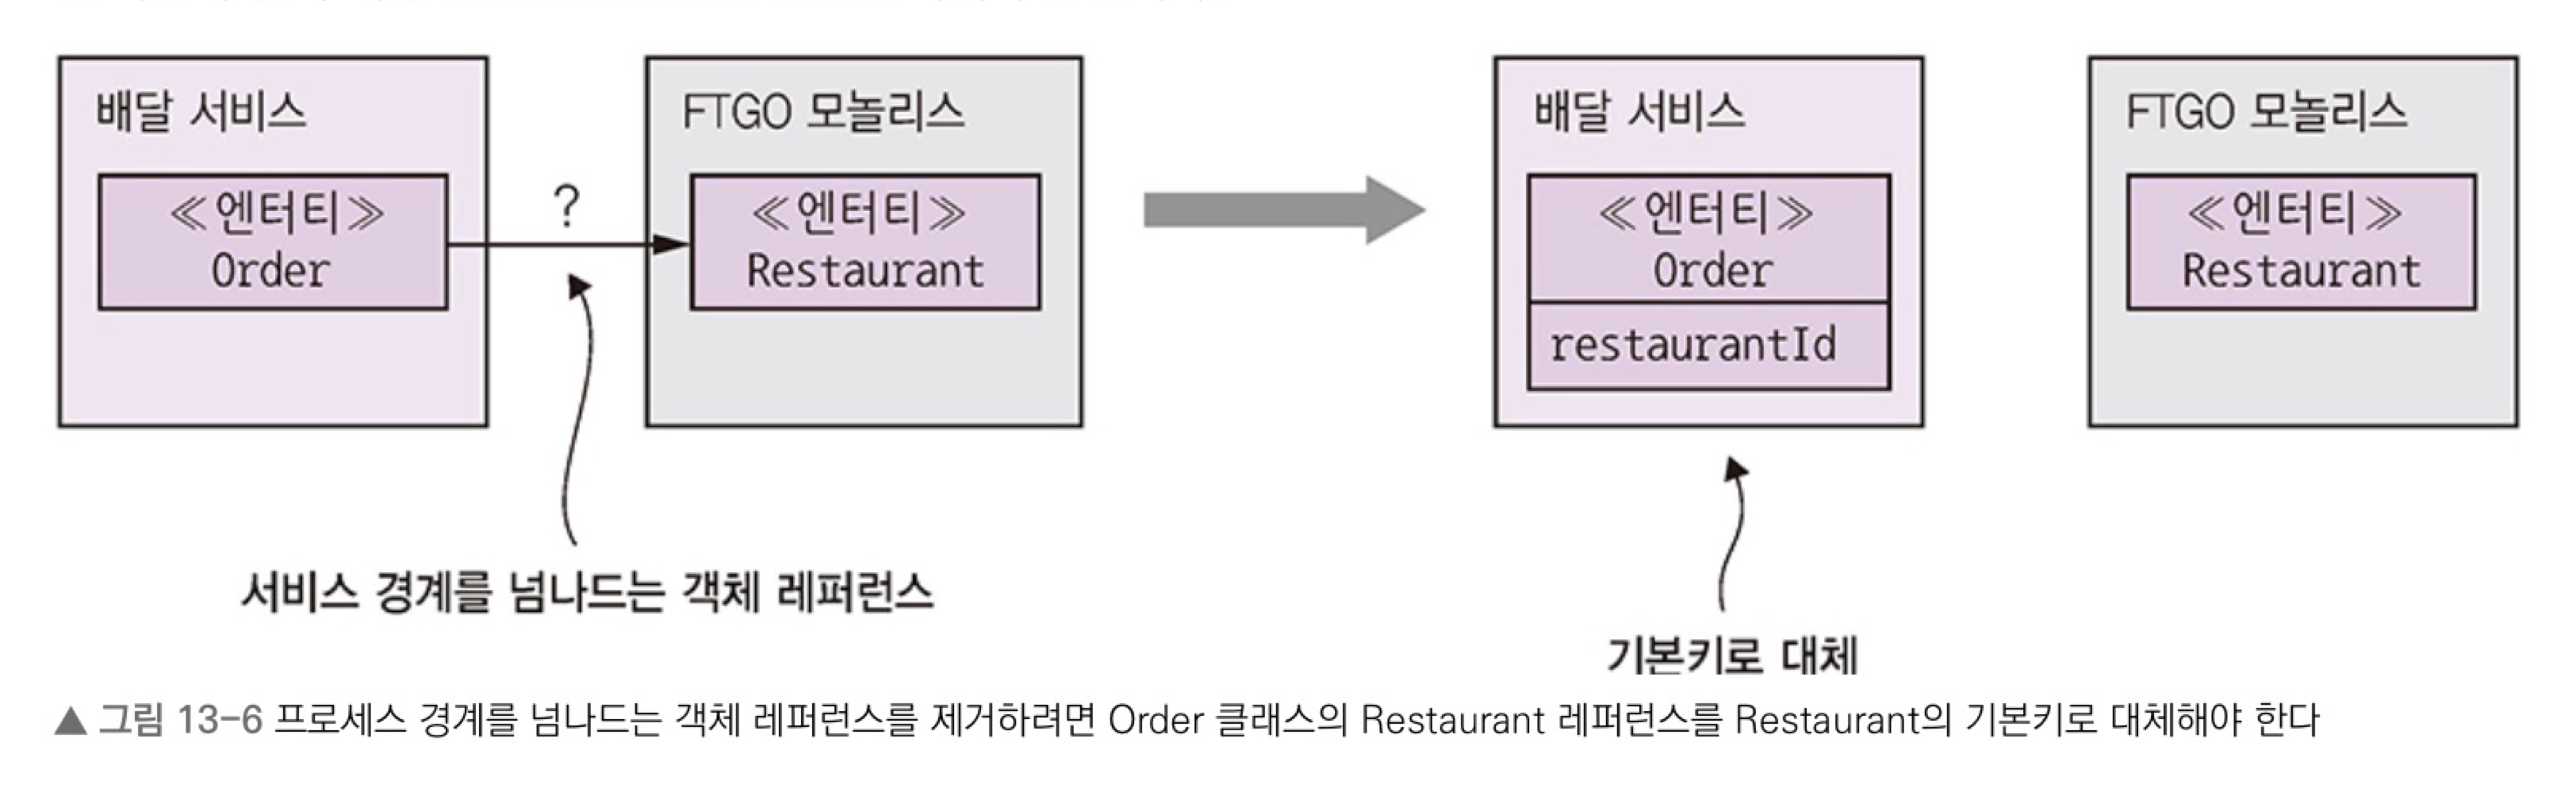 배달 서비스
≪엔터티≫
Order
?
FTGO 모놀리스
≪엔터티≫
Restaurant
서비스 경계를 넘나드는 객체 레퍼런스
배달 서비스
≪엔터티≫
Order
restaurantId
FTGO 모놀리스
≪엔터티≫
Restaurant
기본키로 대체
▲ 그림 13-6 프로세스 경계를 넘나드는 객체 레퍼런스를 제거하려면 Order 클래스의 Restaurant 레퍼런스를 Restaurant의 기본키로 대체해야 한다